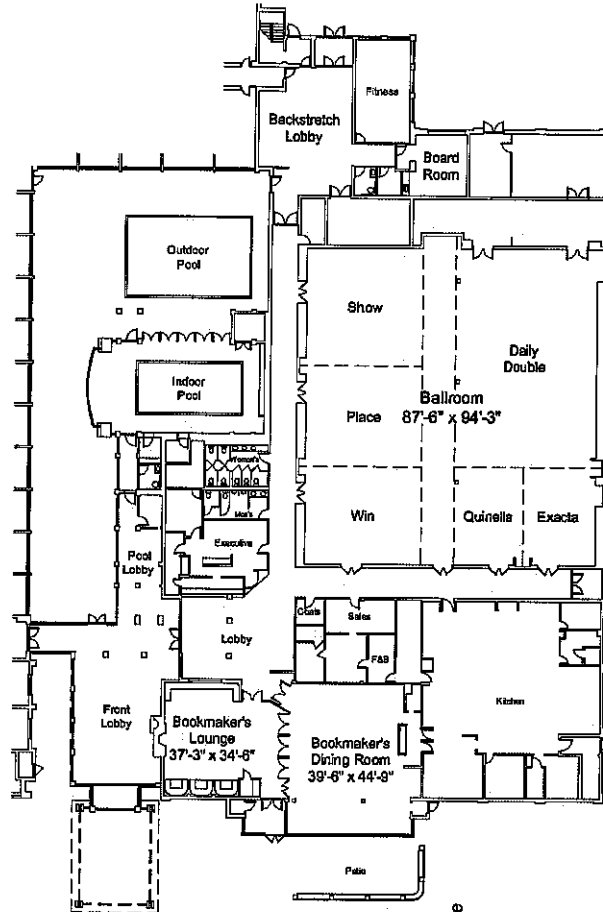 Fitness
Backstretch
Lobby
Board
Room
Outdoor
Pool
Show
Daily
Double
Indoor
Pool
Ballroom
87'-6" x 94'-3"
Place
Women's
Men's
Win
Quinella
Exacta
Executive
Pool
Lobby
Coats
Sales
Lobby
F&B
Kitchen
Front
Lobby
Bookmaker's
Lounge
37'-3" x 34'-6"
Bookmaker's
Dining Room
39'-6" x 44'-9"
Patio
e